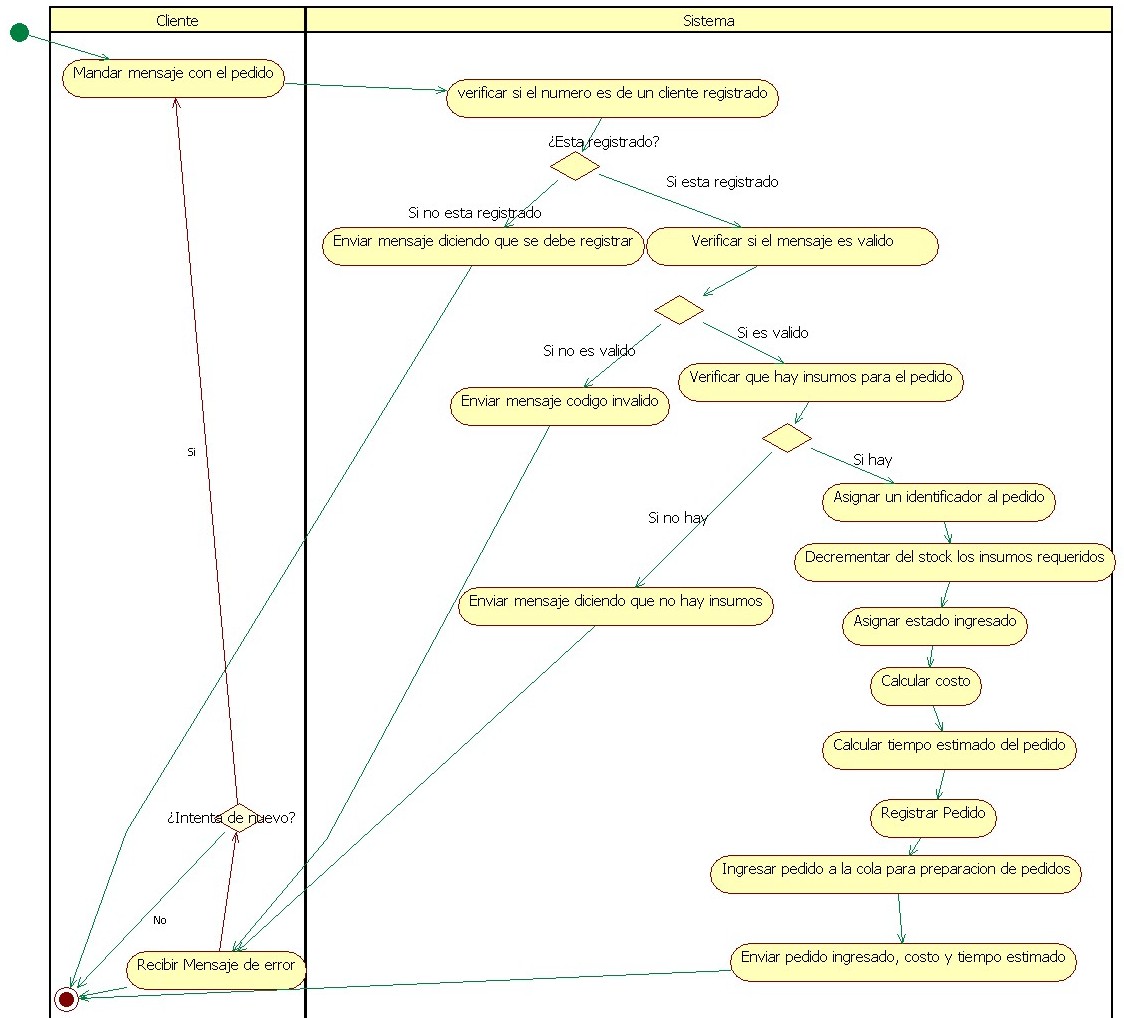 Cliente
Sistema
Mandar mensaje con el pedido
verificar si el numero es de un cliente registrado
¿Esta registrado?
Si esta registrado
Si no esta registrado
Enviar mensaje diciendo que se debe registrar
Verificar si el mensaje es valido
Si es valido
Si no es valido
Verificar que hay insumos para el pedido
Enviar mensaje codigo invalido
Si hay
Si
Asignar un identificador al pedido
Si no hay
Decrementar del stock los insumos requeridos
Enviar mensaje diciendo que no hay insumos
Asignar estado ingresado
Calcular costo
Calcular tiempo estimado del pedido
Registrar Pedido
¿Intenta de nuevo?
Ingresar pedido a la cola para preparacion de pedidos
No
Enviar pedido ingresado, costo y tiempo estimado
Recibir Mensaje de error